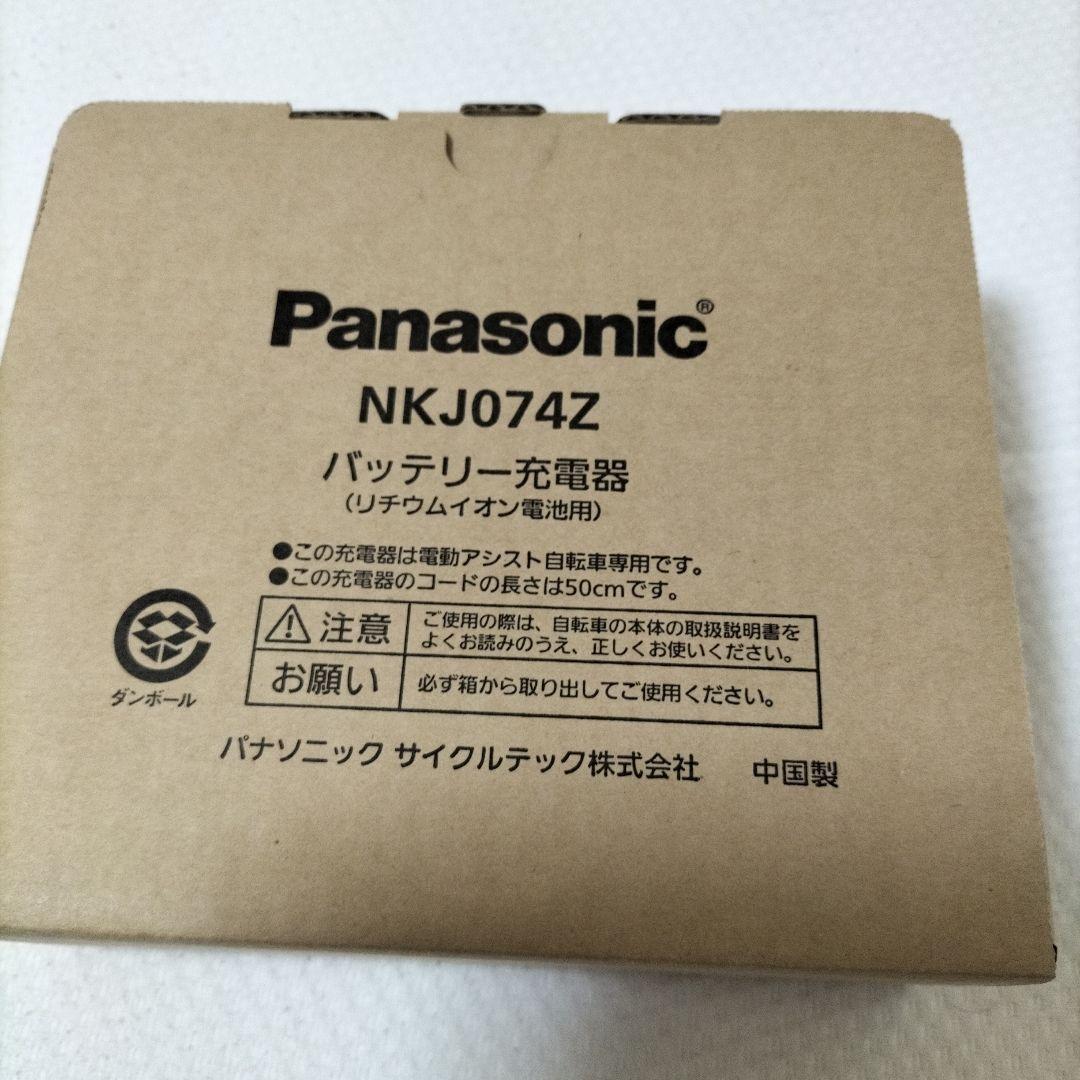 Panasonic®
NKJ074Z
バッテリー充電器
（リチウムイオン電池用）
●この充電器は電動アシスト自転車専用です。
●この充電器のコードの長さは50cmです。
⚠注意
ご使用の際は、自転車の本体の取扱説明書を
よくお読みのうえ、正しくお使いください。
お願い
必ず箱から取り出してご使用ください。
ダンボール
パナソニック サイクルテック株式会社 中国製